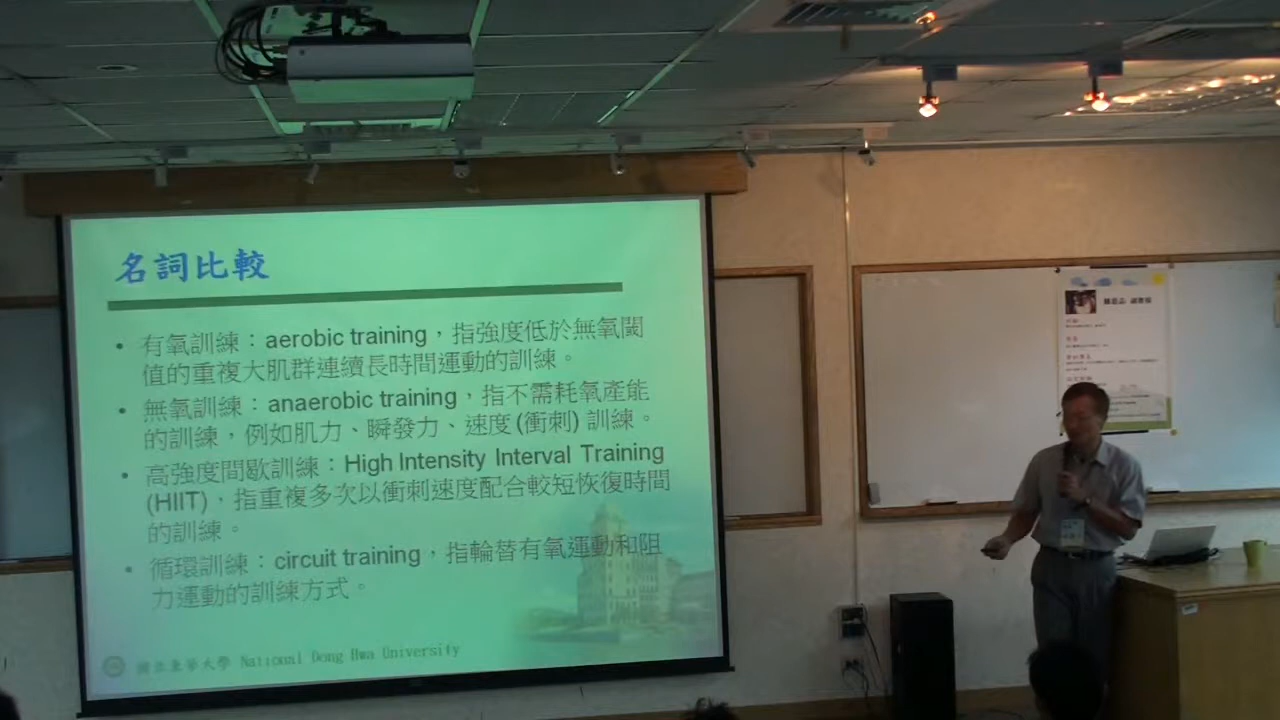 名詞比較
• 有氧訓練：aerobic training，指強度低於無氧閾
值的重複大肌群連續長時間運動的訓練。
• 無氧訓練：anaerobic training，指不需耗氧產能
的訓練，例如肌力、瞬發力、速度(衝刺) 訓練。
• 高強度間歇訓練：High Intensity Interval Training
(HIIT)，指重複多次以衝刺速度配合較短恢復時間
的訓練。
• 循環訓練：circuit training，指輪替有氧運動和阻
力運動的訓練方式。
國立東華大學 National Dong Hwa University